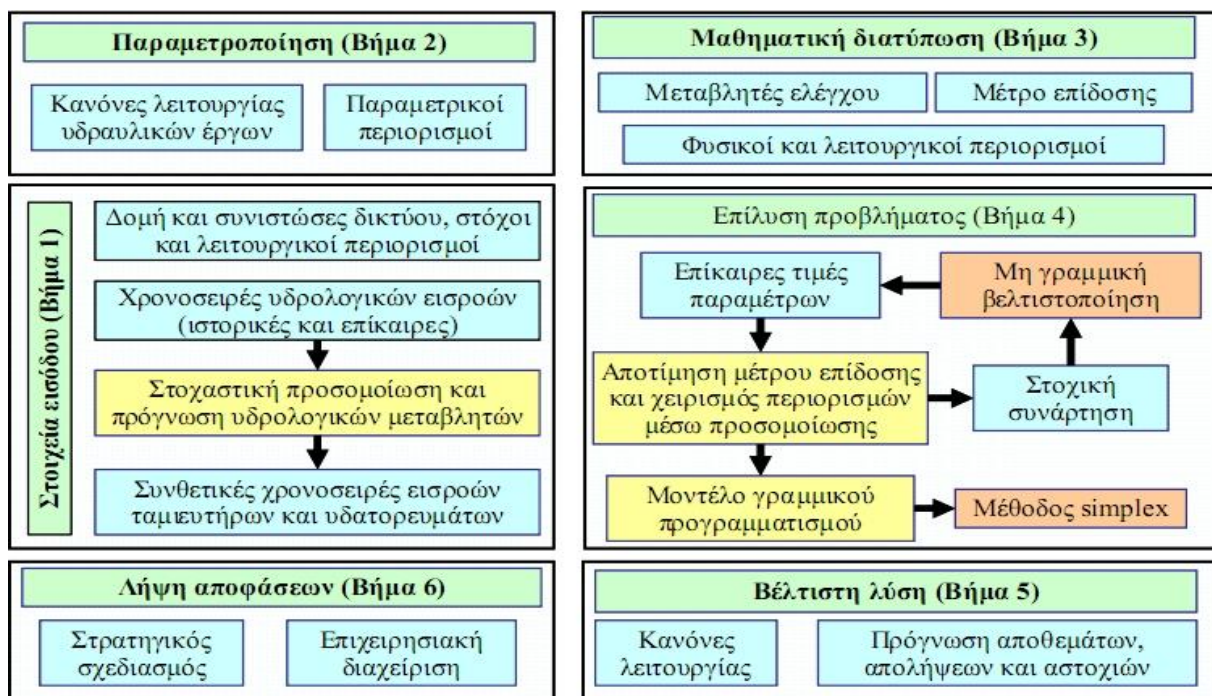 Παραμετροποίηση (Βήμα 2)
Κανόνες λειτουργίας
υδραυλικών έργων
Παραμετρικοί
περιορισμοί
Μαθηματική διατύπωση (Βήμα 3)
Μεταβλητές ελέγχου
Μέτρο επίδοσης
Φυσικοί και λειτουργικοί περιορισμοί
Στοιχεία εισόδου (Βήμα 1)
Δομή και συνιστώσες δικτύου, στόχοι
και λειτουργικοί περιορισμοί
Χρονοσειρές υδρολογικών εισροών
(ιστορικές και επίκαιρες)
Στοχαστική προσομοίωση και
πρόγνωση υδρολογικών μεταβλητών
Συνθετικές χρονοσειρές εισροών
ταμιευτήρων και υδατορευμάτων
Επίλυση προβλήματος (Βήμα 4)
Επίκαιρες τιμές
παραμέτρων
Μη γραμμική
βελτιστοποίηση
Αποτίμηση μέτρου επίδοσης
και χειρισμός περιορισμών
μέσω προσομοίωσης
Στοχική
συνάρτηση
Μοντέλο γραμμικού
προγραμματισμού
Μέθοδος simplex
Λήψη αποφάσεων (Βήμα 6)
Στρατηγικός
σχεδιασμός
Επιχειρησιακή
διαχείριση
Βέλτιστη λύση (Βήμα 5)
Κανόνες
λειτουργίας
Πρόγνωση αποθεμάτων,
απολήψεων και αστοχιών